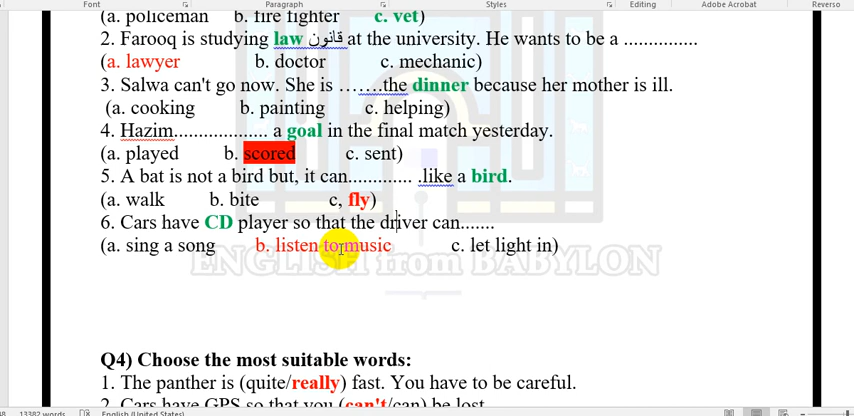 Font Paragraph Styles Editing Adobe Acrobat Reverso
(a. policeman b. fire fighter c. vet)
2. Farooq is studying law قانون at the university. He wants to be a ...............
(a. lawyer b. doctor c. mechanic)
3. Salwa can't go now. She is …….the dinner because her mother is ill.
(a. cooking b. painting c. helping)
4. Hazim................... a goal in the final match yesterday.
(a. played b. scored c. sent)
5. A bat is not a bird but, it can............. .like a bird.
(a. walk b. bite c, fly)
6. Cars have CD player so that the driver can.......
(a. sing a song b. listen to music c. let light in)
ENGLISH from BABYLON
Q4) Choose the most suitable words:
1. The panther is (quite/really) fast. You have to be careful.
2. Cars have GPS so that you (can't/can) be lost.
13382 words English (United States)